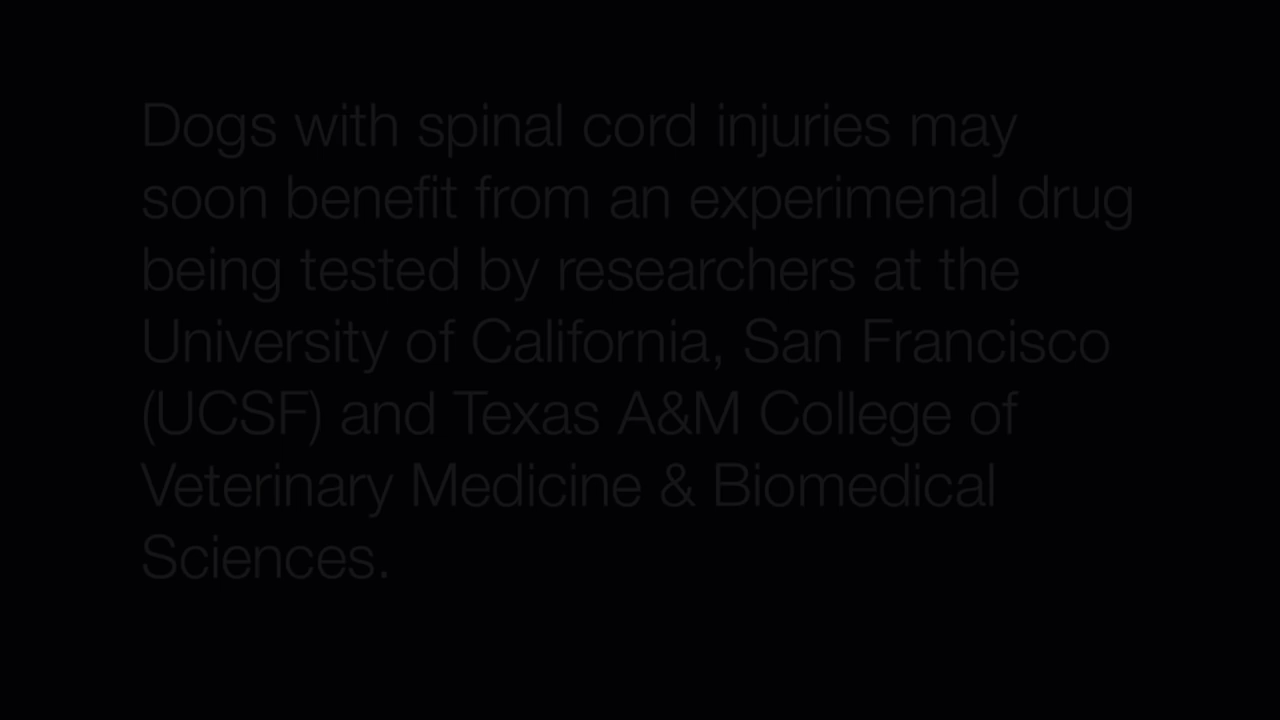 Dogs with spinal cord injuries may
soon benefit from an experimenal drug
being tested by researchers at the
University of California, San Francisco
(UCSF) and Texas A&M College of
Veterinary Medicine & Biomedical
Sciences.